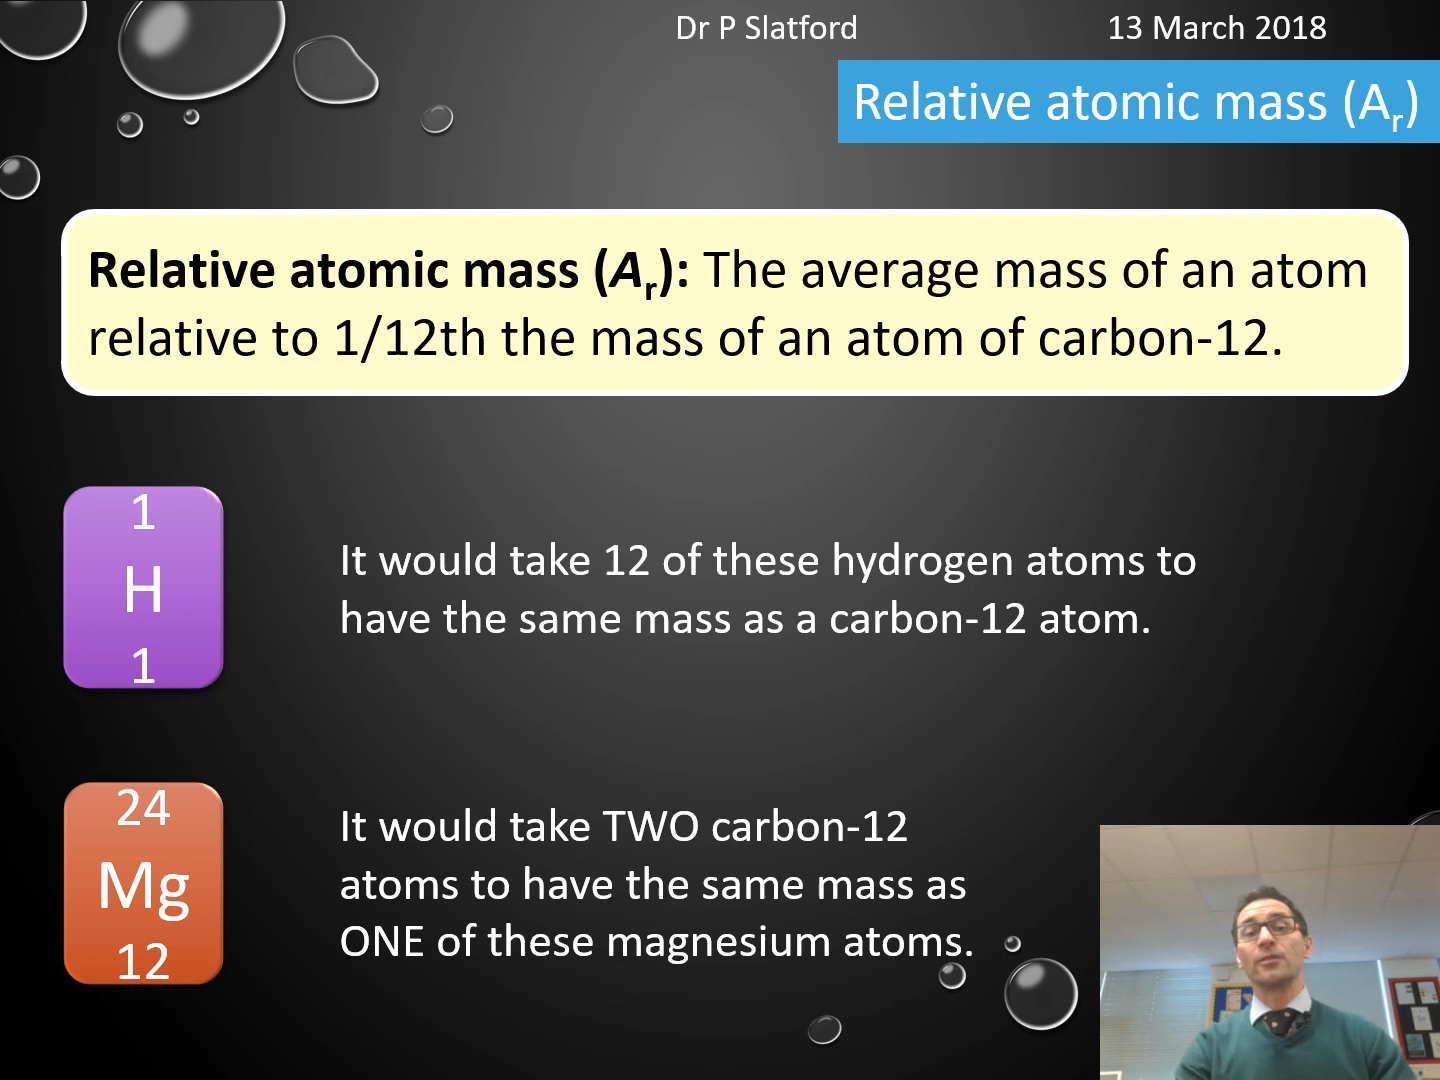 Dr P Slatford 13 March 2018
Relative atomic mass (Ar)
Relative atomic mass (Ar): The average mass of an atom
relative to 1/12th the mass of an atom of carbon-12.
1
H
1
It would take 12 of these hydrogen atoms to
have the same mass as a carbon-12 atom.
24
Mg
12
It would take TWO carbon-12
atoms to have the same mass as
ONE of these magnesium atoms.